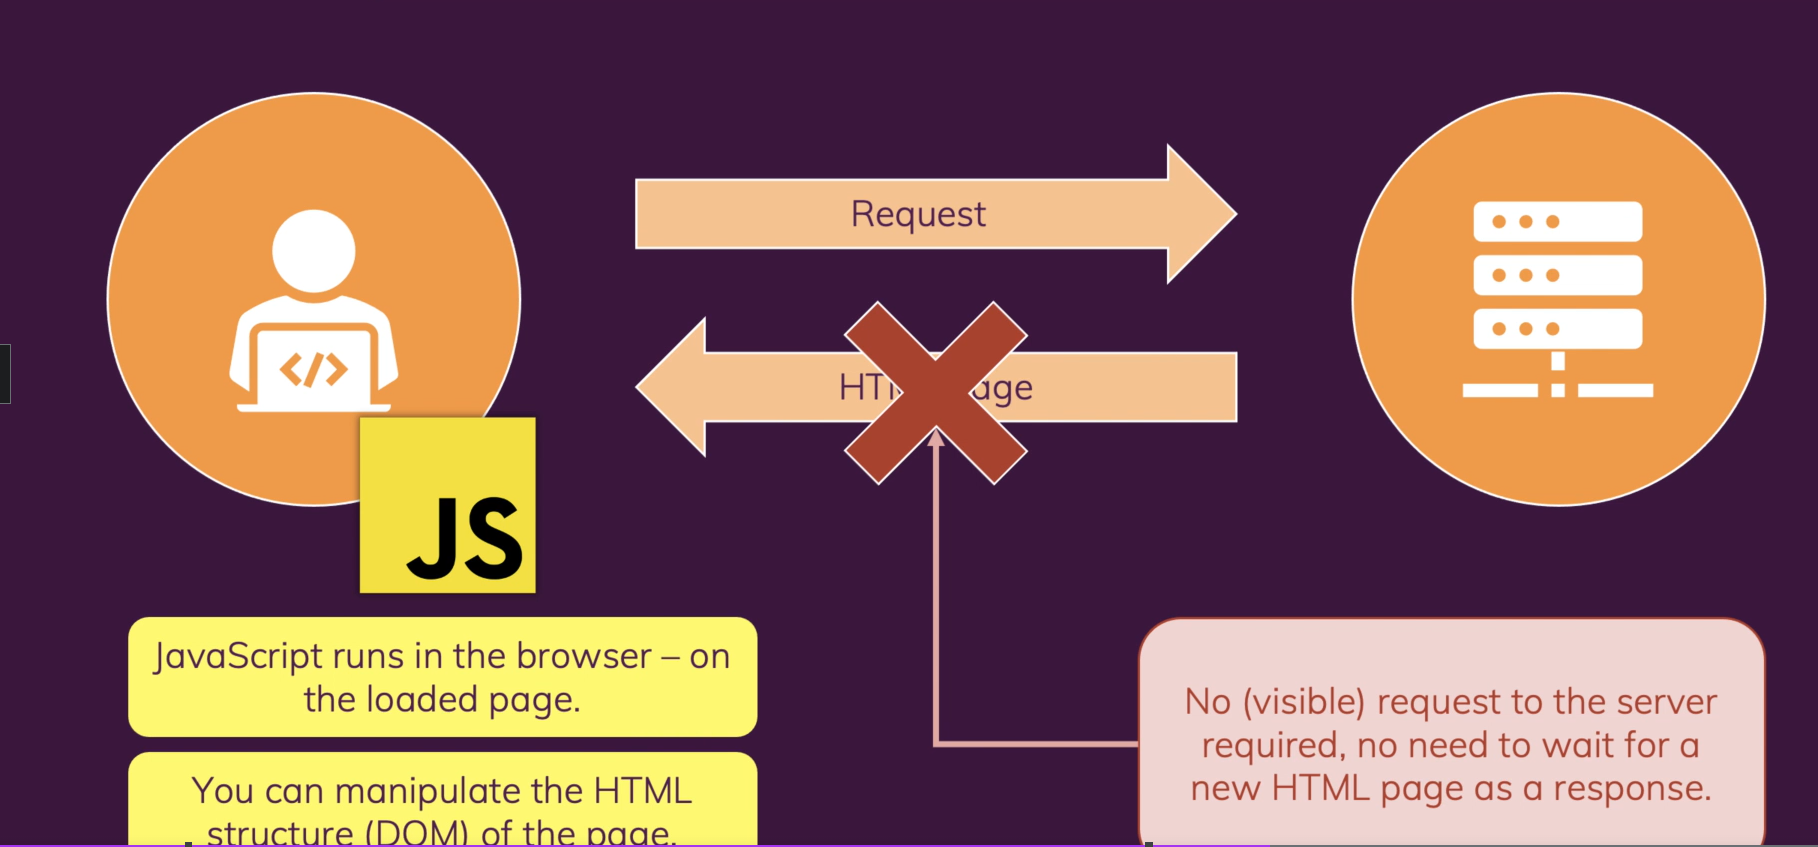 Request
HT age
JS
JavaScript runs in the browser – on
the loaded page.
You can manipulate the HTML
structure (DOM) of the page.
No (visible) request to the server
required, no need to wait for a
new HTML page as a response.